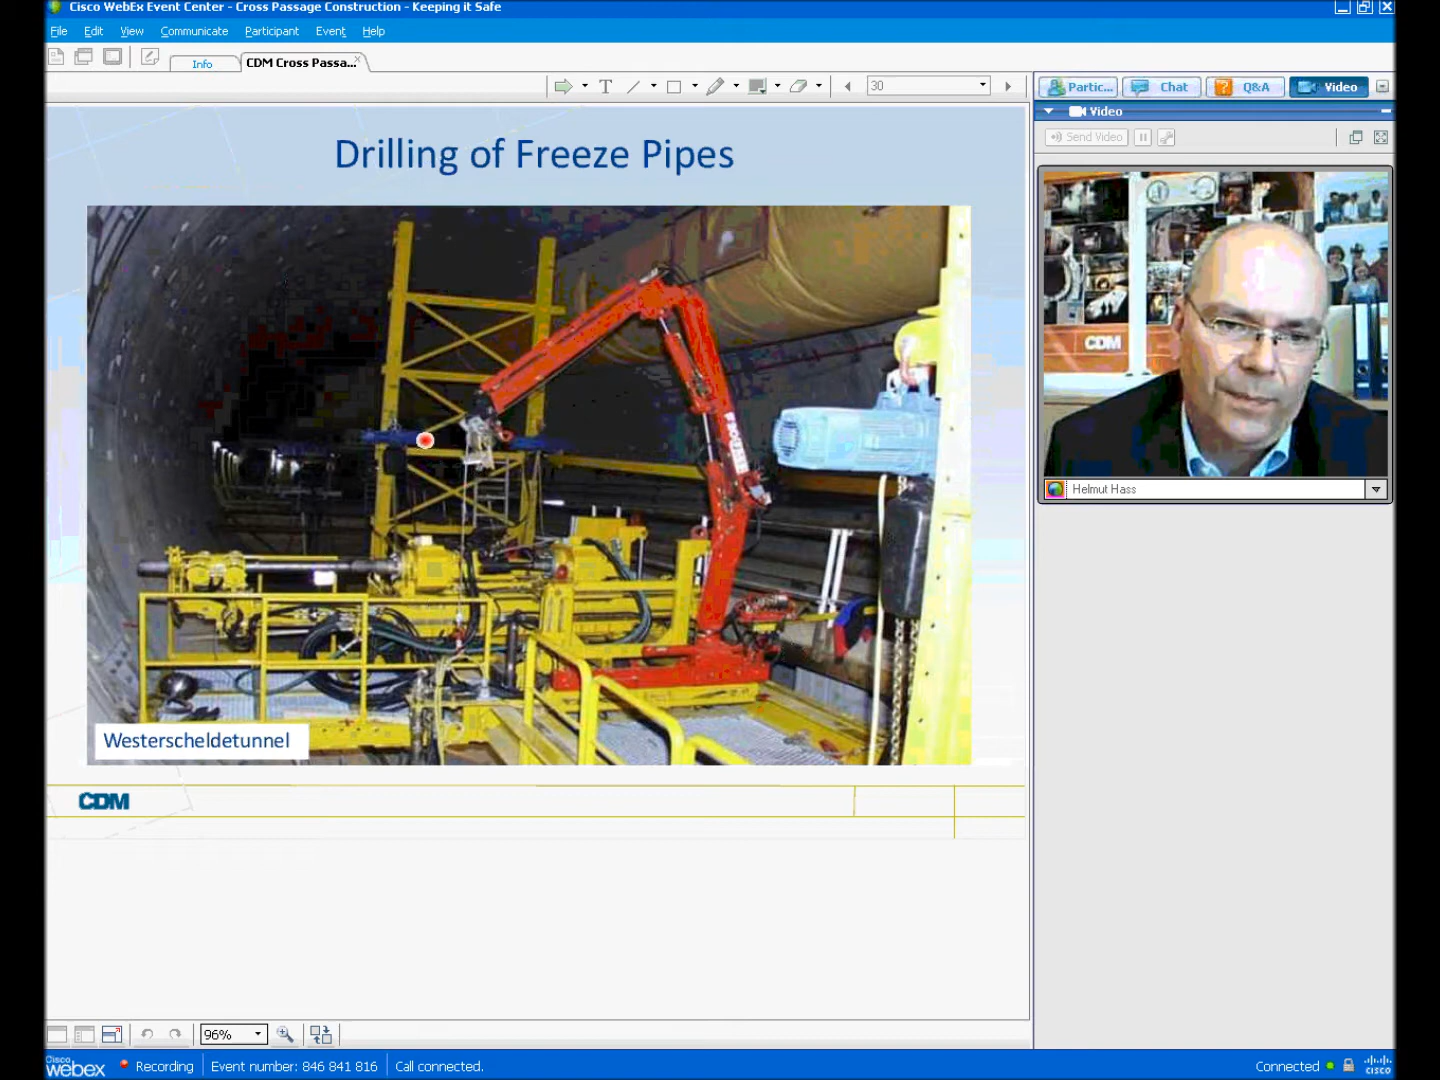 Cisco WebEx Event Center - Cross Passage Construction - Keeping it Safe
File Edit View Communicate Participant Event Help
Info CDM Cross Passa...
T 30
Partic... Chat Q&A Video
Video
Send Video
Drilling of Freeze Pipes
CDM
Helmut Hass
Westerscheldetunnel
CDM
96%
Cisco webex Recording Event number: 846 841 816 Call connected. Connected cisco